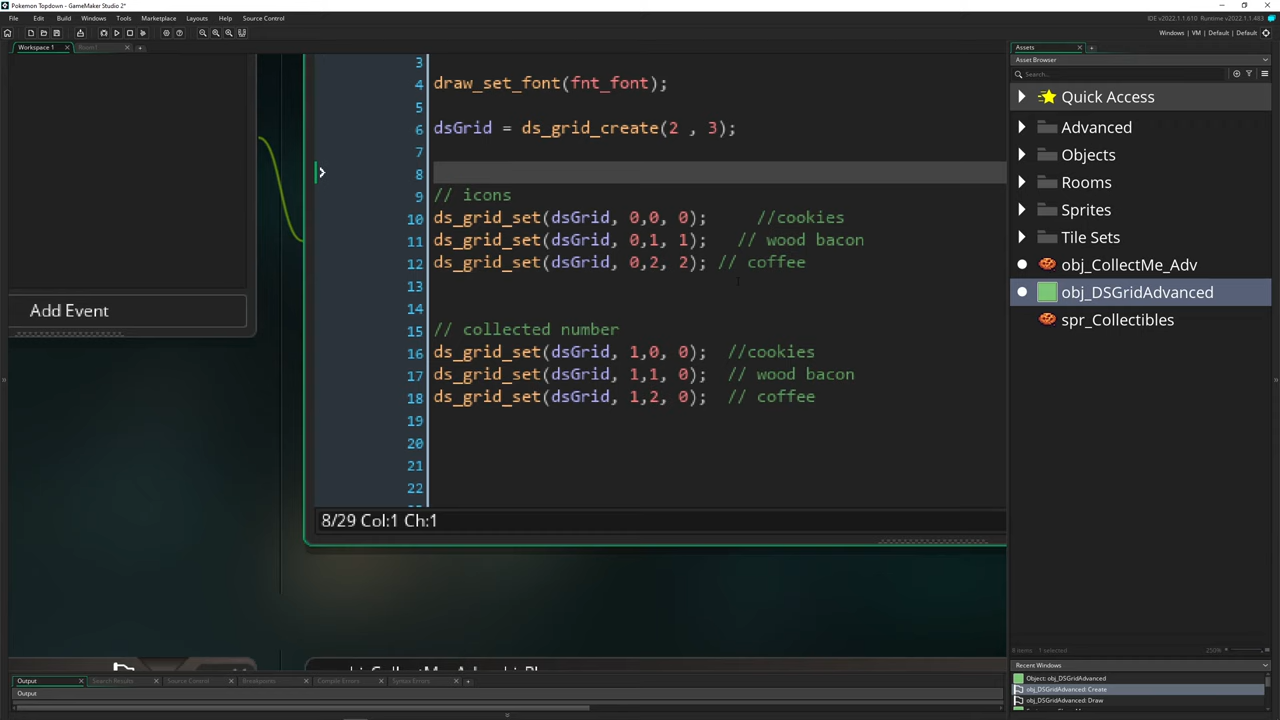 Pokemon Topdown - GameMaker Studio 2*
File Edit Build Windows Tools Marketplace Layouts Help Source Control
IDE v2022.1.1.610 Runtime v2022.1.1.483
Windows | VM | Default | Default
Workspace 1
Room1
Assets
Asset Browser
Search...
3
4 draw_set_font(fnt_font);
5
6 dsGrid = ds_grid_create(2 , 3);
7
8
9 // icons
10 ds_grid_set(dsGrid, 0,0, 0); //cookies
11 ds_grid_set(dsGrid, 0,1, 1); // wood bacon
12 ds_grid_set(dsGrid, 0,2, 2); // coffee
13
14
15 // collected number
16 ds_grid_set(dsGrid, 1,0, 0); //cookies
17 ds_grid_set(dsGrid, 1,1, 0); // wood bacon
18 ds_grid_set(dsGrid, 1,2, 0); // coffee
19
20
21
22
8/29 Col:1 Ch:1
Add Event
Quick Access
Advanced
Objects
Rooms
Sprites
Tile Sets
obj_CollectMe_Adv
obj_DSGridAdvanced
spr_Collectibles
8 items 1 selected 250%
Recent Windows
Object: obj_DSGridAdvanced
obj_DSGridAdvanced: Create
obj_DSGridAdvanced: Draw
Output Search Results Source Control Breakpoints Compile Errors Syntax Errors
Output